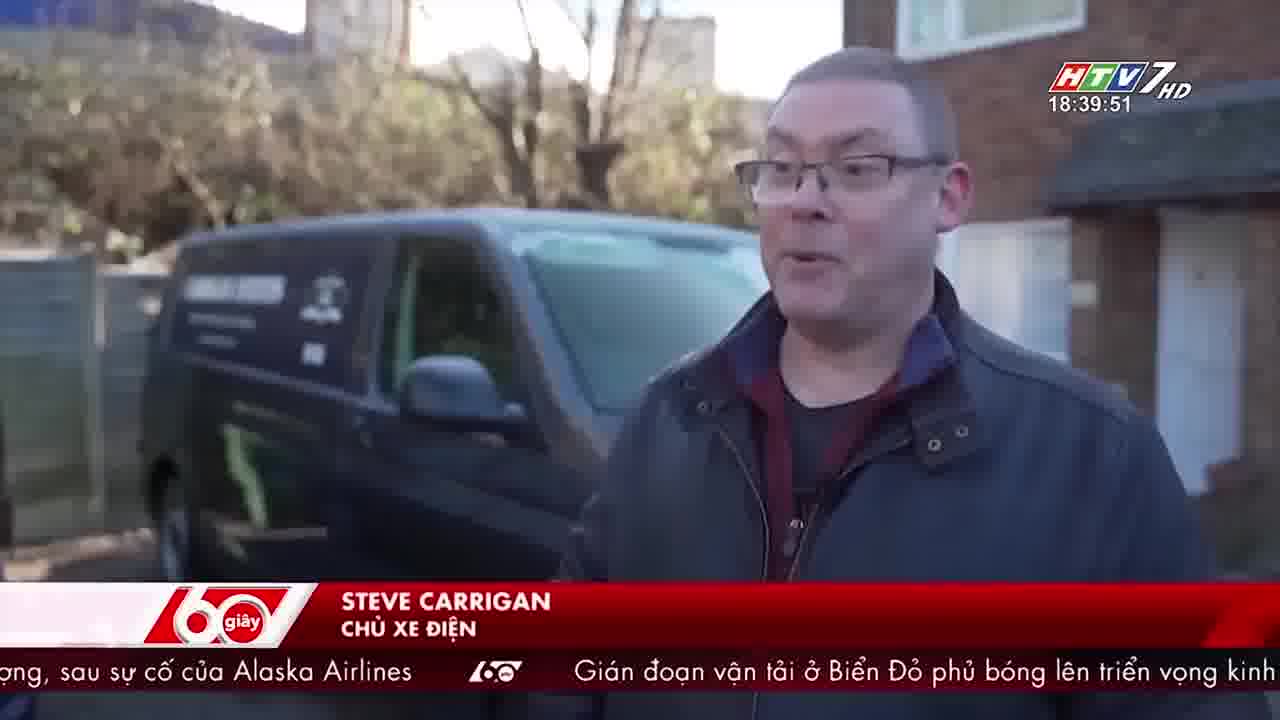 HTV7 HD
18:39:51
60 giây
STEVE CARRIGAN
CHỦ XE ĐIỆN
ợng, sau sự cố của Alaska Airlines 60 Gián đoạn vận tải ở Biển Đỏ phủ bóng lên triển vọng kinh